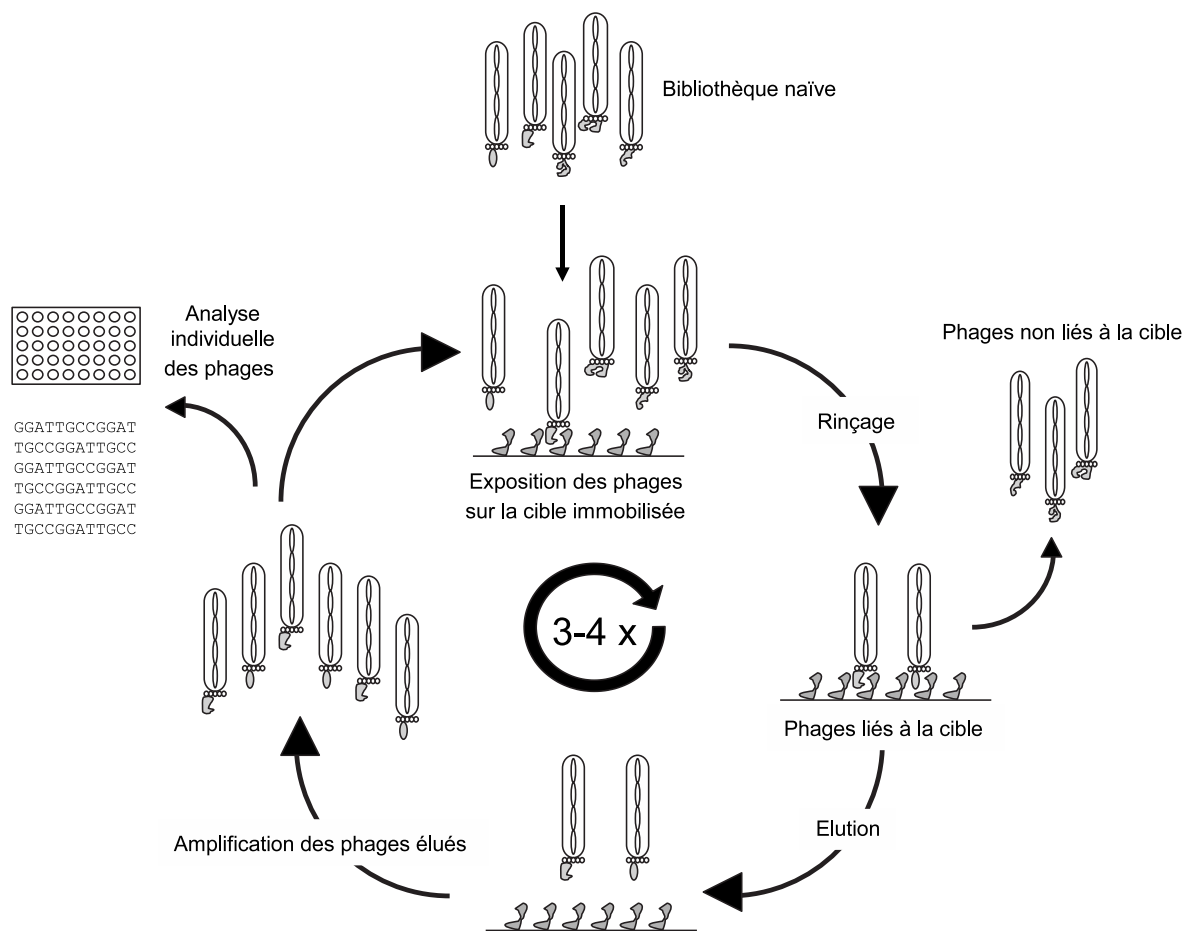 Bibliothèque naïve
Analyse
individuelle
des phages
GGATTGCCGGAT
TGCCGGATTGCC
GGATTGCCGGAT
TGCCGGATTGCC
GGATTGCCGGAT
TGCCGGATTGCC
Exposition des phages
sur la cible immobilisée
Rinçage
Phages non liés à la cible
3-4 x
Phages liés à la cible
Elution
Amplification des phages élués